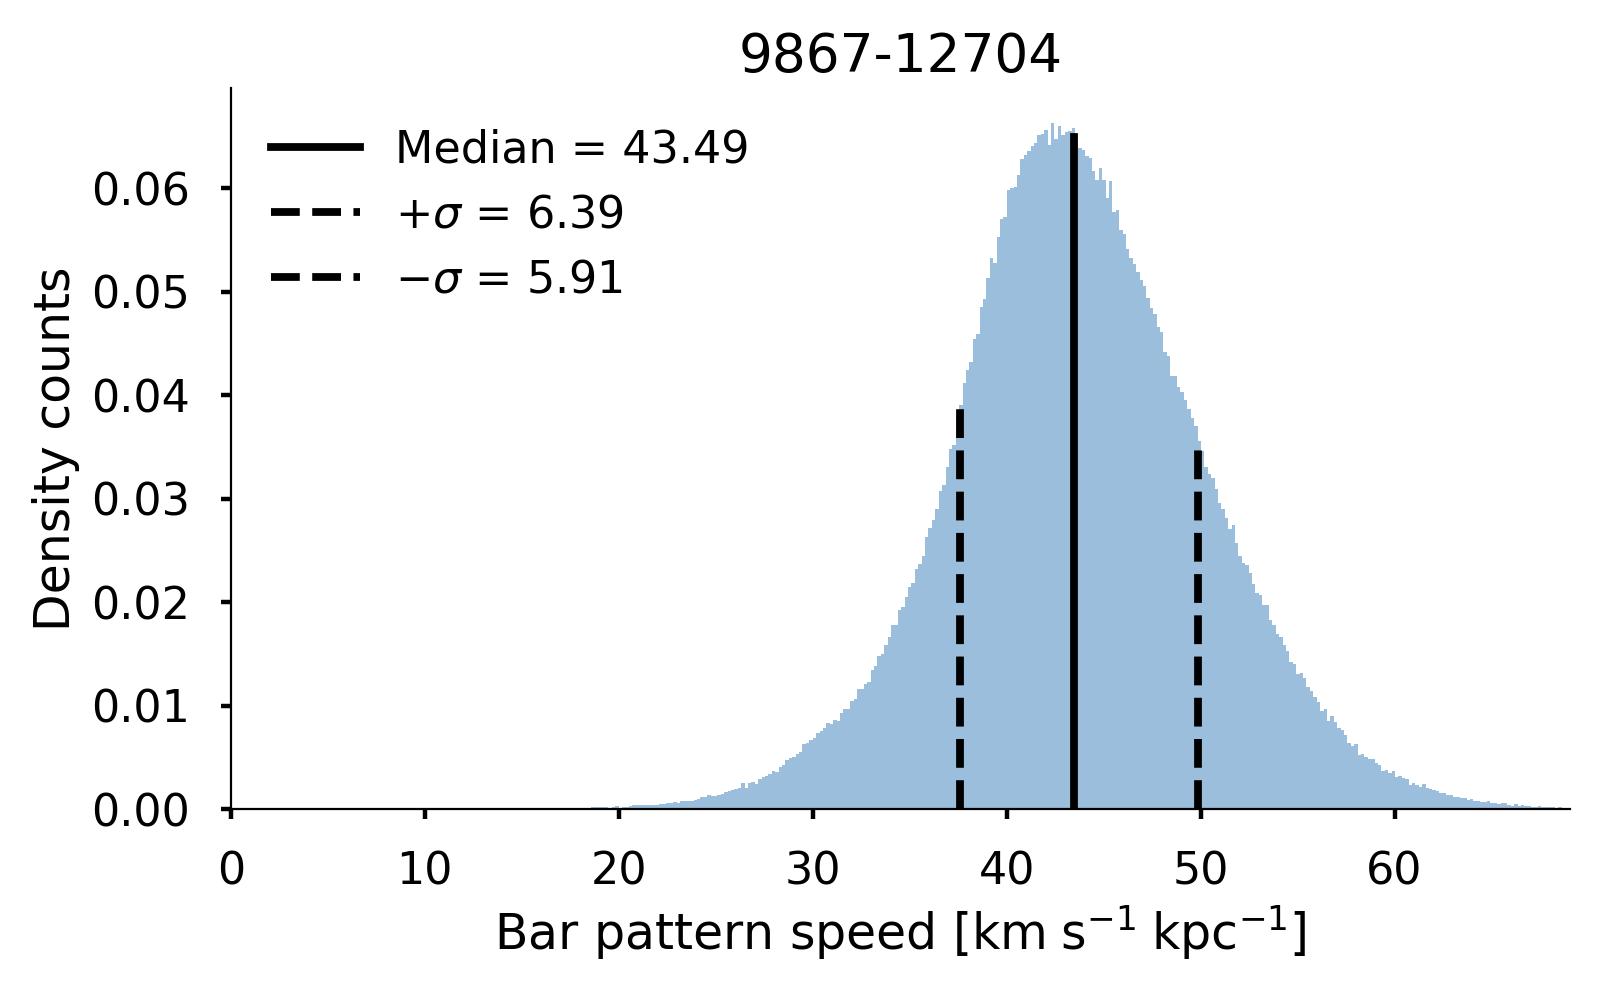 9867-12704
Median = 43.49
+σ = 6.39
−σ = 5.91
Density counts
0.06
0.05
0.04
0.03
0.02
0.01
0.00
0 10 20 30 40 50 60
Bar pattern speed [km s⁻¹ kpc⁻¹]